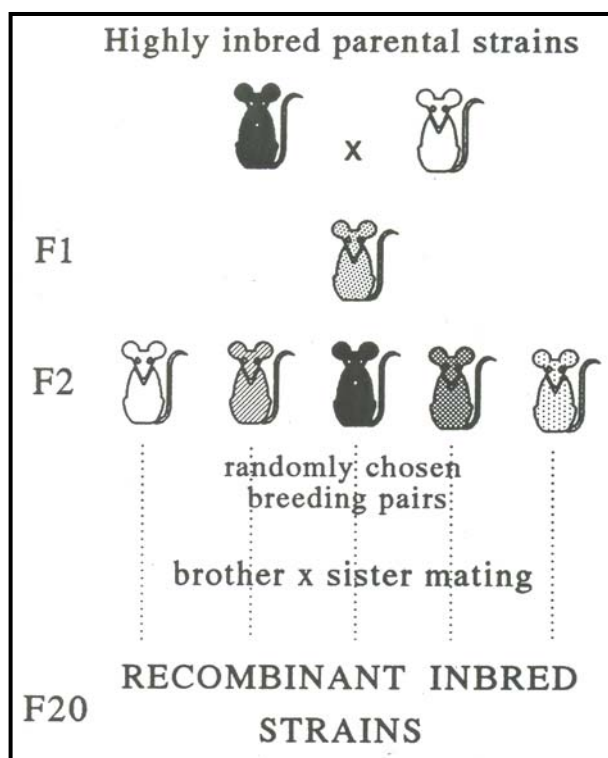 Highly inbred parental strains
x
F1
F2
randomly chosen
breeding pairs
brother x sister mating
RECOMBINANT INBRED
F20
STRAINS